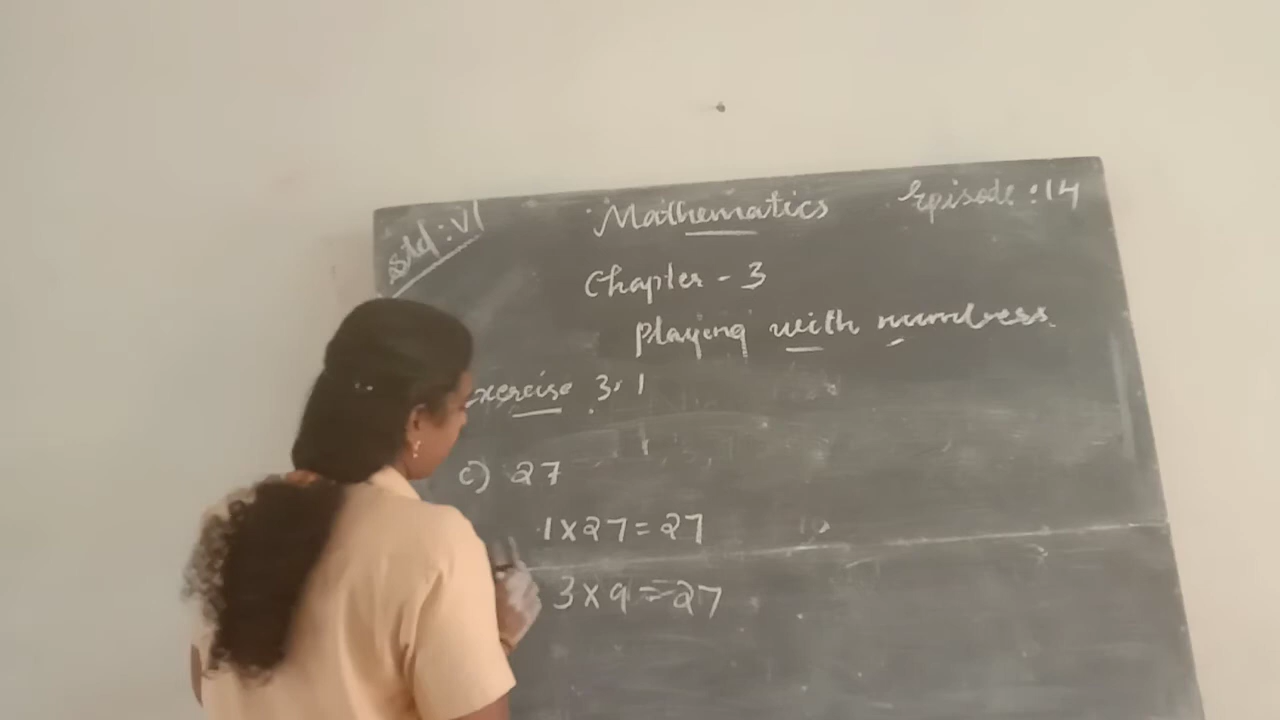 Std: VI
Mathematics
Episode: 14
Chapter - 3
Playing with numbers
Exercise 3.1
c) 27
1 x 27 = 27
3 x 9 = 27